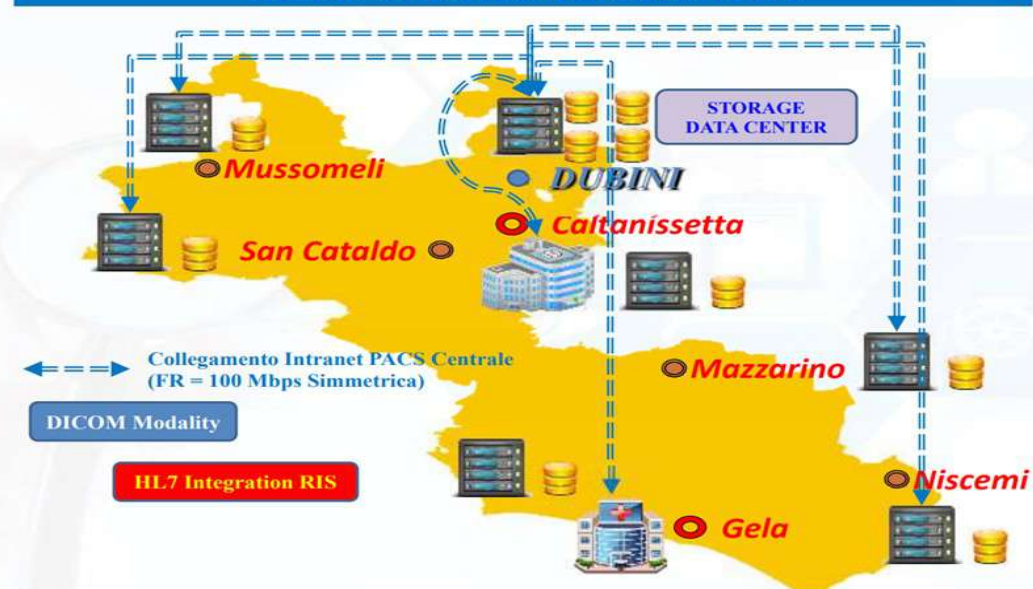 STORAGE
DATA CENTER
Mussomeli
DUBINI
Caltanissetta
San Cataldo
Collegamento Intranet PACS Centrale
(FR = 100 Mbps Simmetrica)
Mazzarino
DICOM Modality
HL7 Integration RIS
Niscemi
Gela